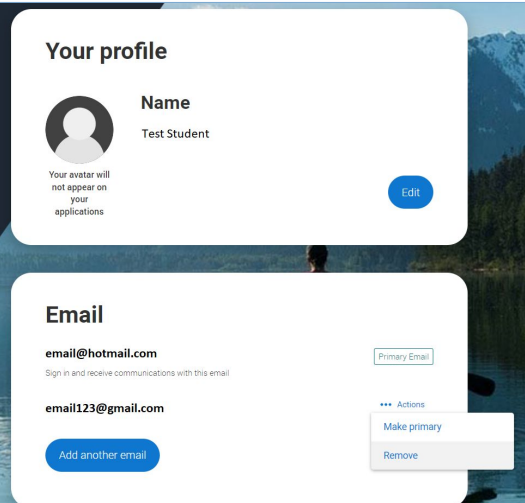 Your profile
Name
Test Student
Your avatar will
not appear on
your
applications
Edit
Email
email@hotmail.com
Primary Email
Sign in and receive communications with this email
email123@gmail.com
••• Actions
Make primary
Remove
Add another email